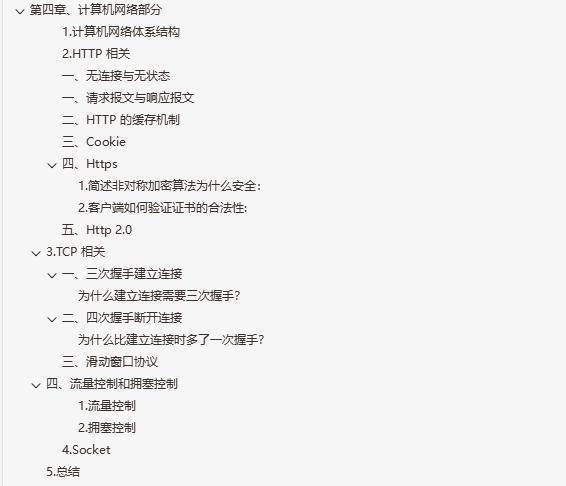 第四章、计算机网络部分
1.计算机网络体系结构
2.HTTP 相关
一、无连接与无状态
一、请求报文与响应报文
二、HTTP 的缓存机制
三、Cookie
四、Https
1.简述非对称加密算法为什么安全：
2.客户端如何验证证书的合法性:
五、Http 2.0
3.TCP 相关
一、三次握手建立连接
为什么建立连接需要三次握手？
二、四次握手断开连接
为什么比建立连接时多了一次握手？
三、滑动窗口协议
四、流量控制和拥塞控制
1.流量控制
2.拥塞控制
4.Socket
5.总结